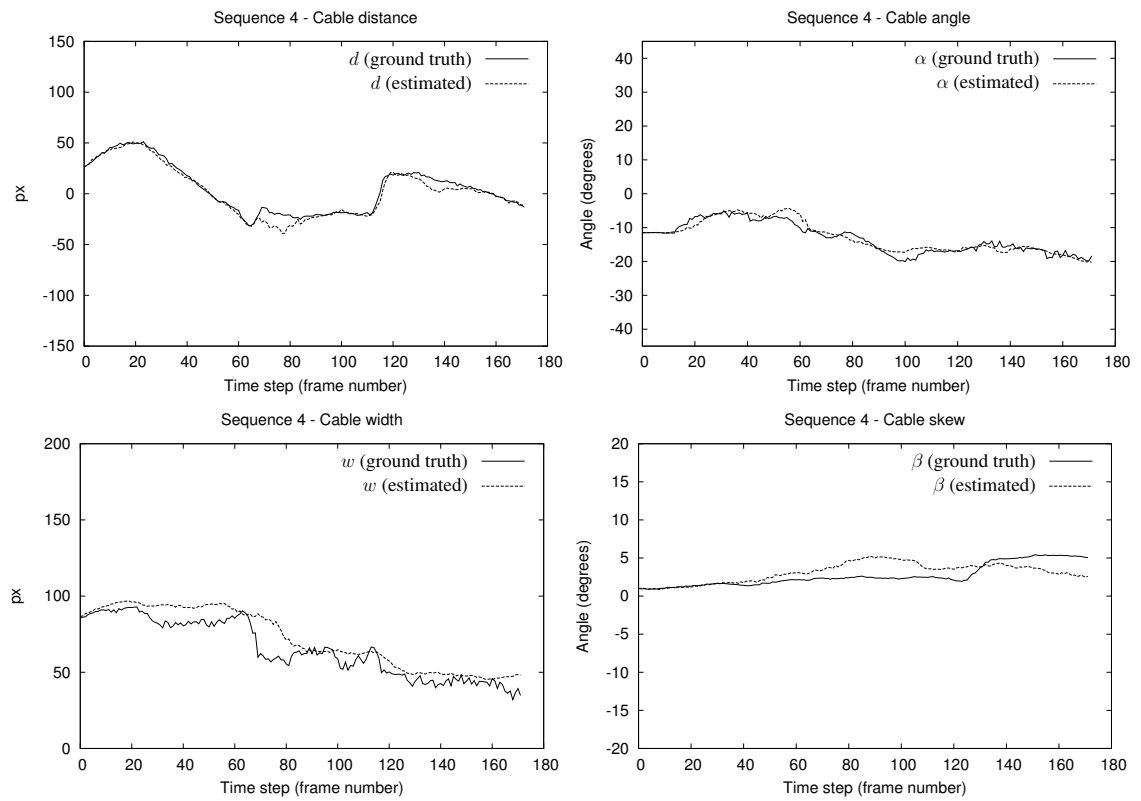 Sequence 4 - Cable distance
150
100
50
0
-50
-100
-150
px
d (ground truth)
d (estimated)
0 20 40 60 80 100 120 140 160 180
Time step (frame number)
Sequence 4 - Cable angle
40
30
20
10
0
-10
-20
-30
-40
Angle (degrees)
α (ground truth)
α (estimated)
0 20 40 60 80 100 120 140 160 180
Time step (frame number)
Sequence 4 - Cable width
200
150
100
50
0
px
w (ground truth)
w (estimated)
0 20 40 60 80 100 120 140 160 180
Time step (frame number)
Sequence 4 - Cable skew
20
15
10
5
0
-5
-10
-15
-20
Angle (degrees)
β (ground truth)
β (estimated)
0 20 40 60 80 100 120 140 160 180
Time step (frame number)